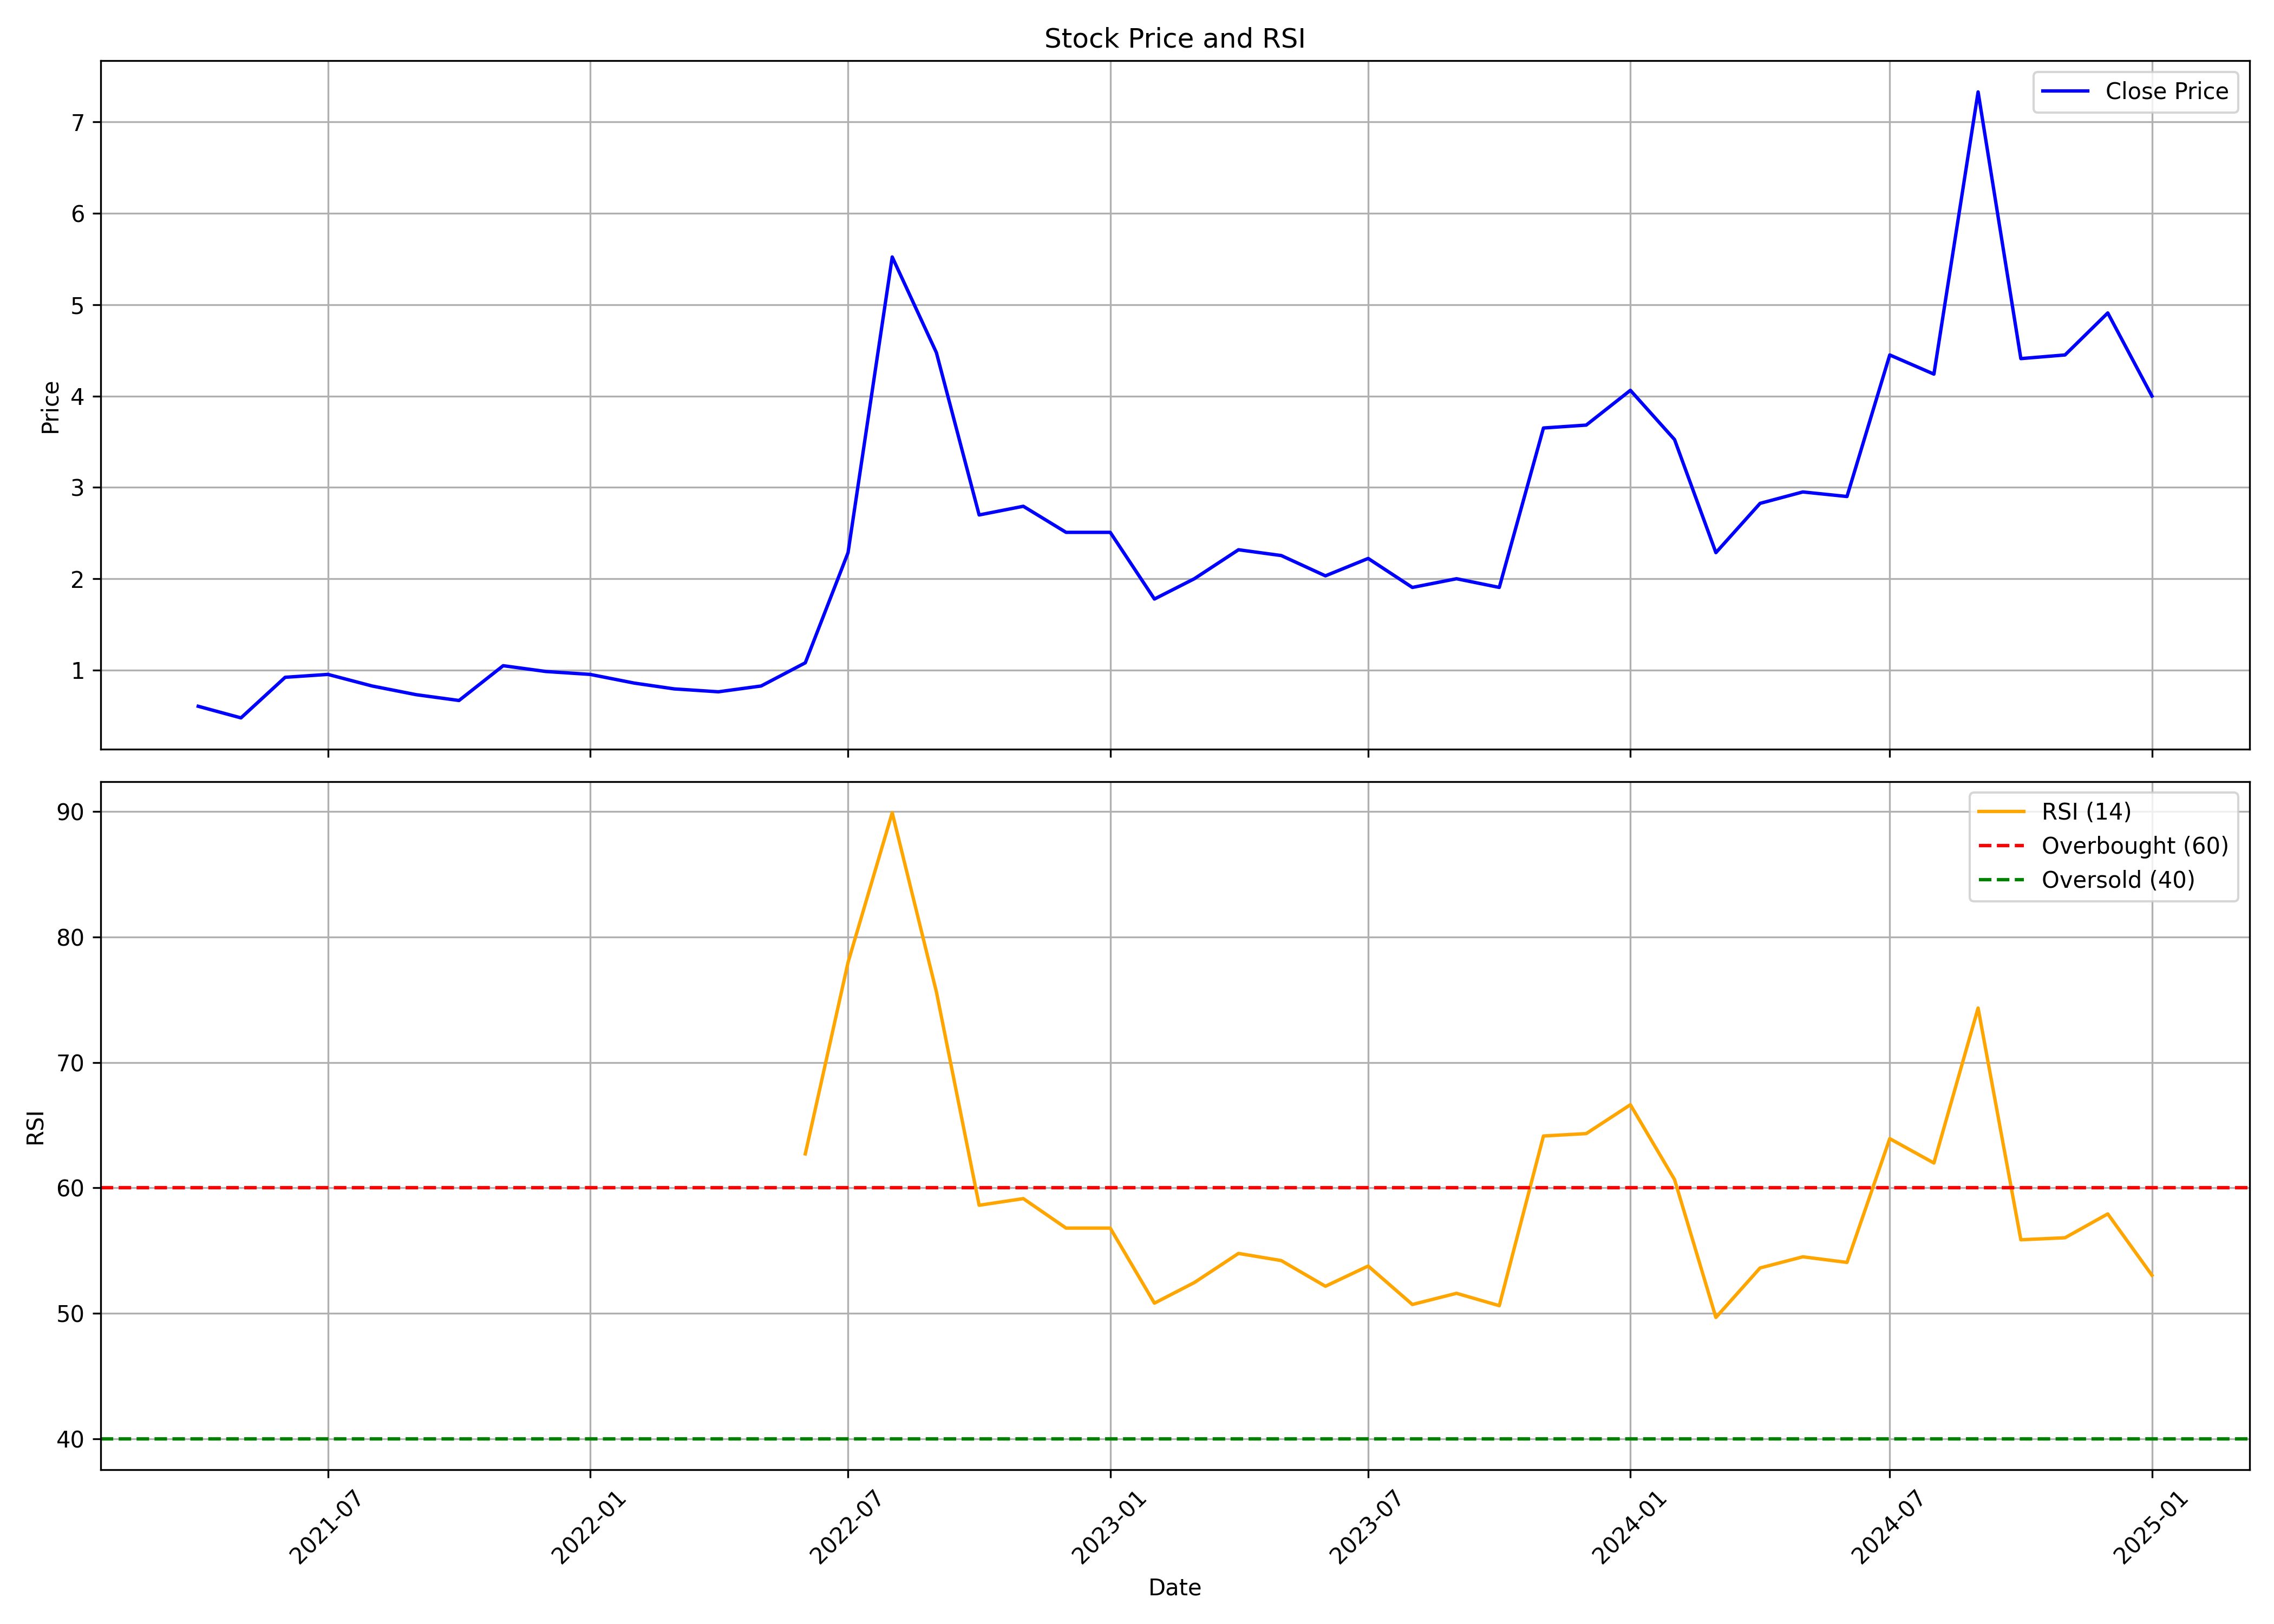 Stock Price and RSI
Close Price
Price
7
6
5
4
3
2
1
RSI (14)
Overbought (60)
Oversold (40)
RSI
90
80
70
60
50
40
2021-07
2022-01
2022-07
2023-01
2023-07
2024-01
2024-07
2025-01
Date